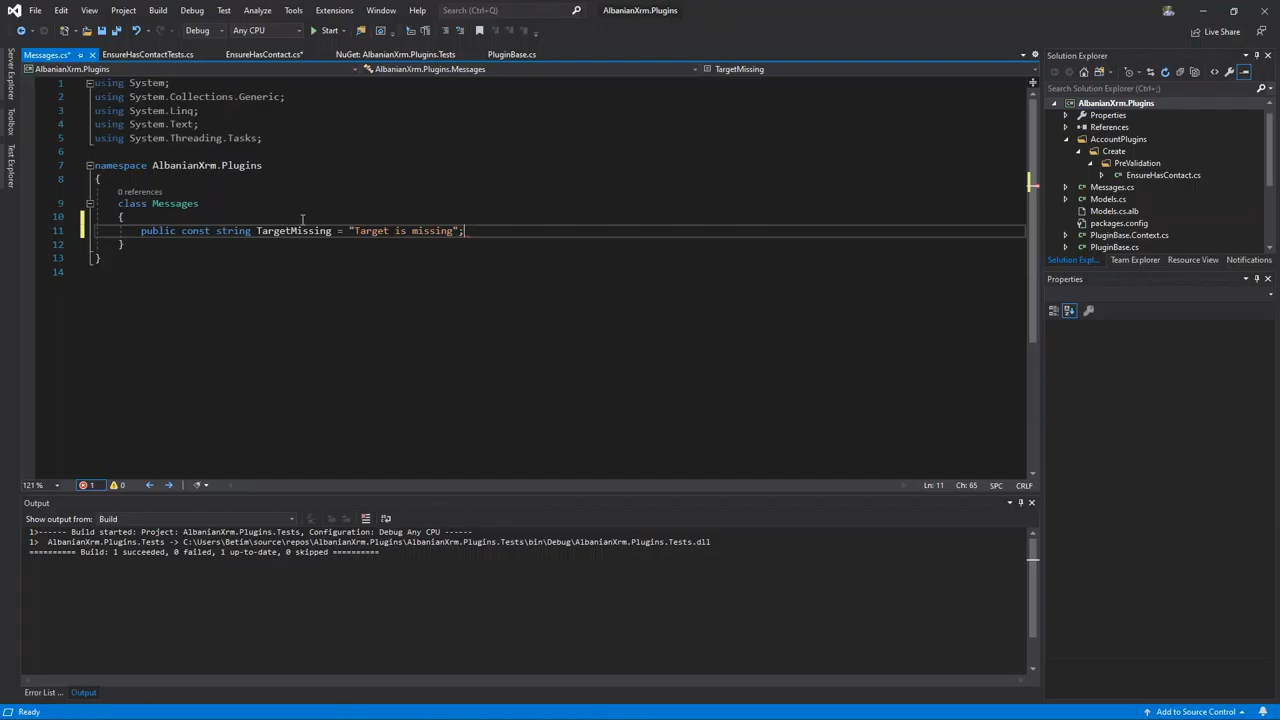 File Edit View Project Build Debug Test Analyze Tools Extensions Window Help Search (Ctrl+Q) AlbanianXrm.Plugins
Debug Any CPU Start Live Share
Messages.cs* EnsureHasContactTests.cs EnsureHasContact.cs* NuGet: AlbanianXrm.Plugins.Tests PluginBase.cs
AlbanianXrm.Plugins AlbanianXrm.Plugins.Messages TargetMissing
Server Explorer
Toolbox
Test Explorer
1 using System;
2 using System.Collections.Generic;
3 using System.Linq;
4 using System.Text;
5 using System.Threading.Tasks;
6
7 namespace AlbanianXrm.Plugins
8 {
0 references
9 class Messages
10 {
11 public const string TargetMissing = "Target is missing";
12 }
13 }
14
121 % 1 0 Ln: 11 Ch: 65 SPC CRLF
Output
Show output from: Build
1>------ Build started: Project: AlbanianXrm.Plugins.Tests, Configuration: Debug Any CPU ------
1> AlbanianXrm.Plugins.Tests -> C:\Users\Betim\source\repos\AlbanianXrm.Plugins\AlbanianXrm.Plugins.Tests\bin\Debug\AlbanianXrm.Plugins.Tests.dll
========== Build: 1 succeeded, 0 failed, 1 up-to-date, 0 skipped ==========
Error List ... Output
Solution Explorer
Search Solution Explorer (Ctrl+;)
AlbanianXrm.Plugins
Properties
References
AccountPlugins
Create
PreValidation
EnsureHasContact.cs
Messages.cs
Models.cs
Models.cs.alb
packages.config
PluginBase.Context.cs
PluginBase.cs
Solution Expl... Team Explorer Resource View Notifications
Properties
Ready Add to Source Control